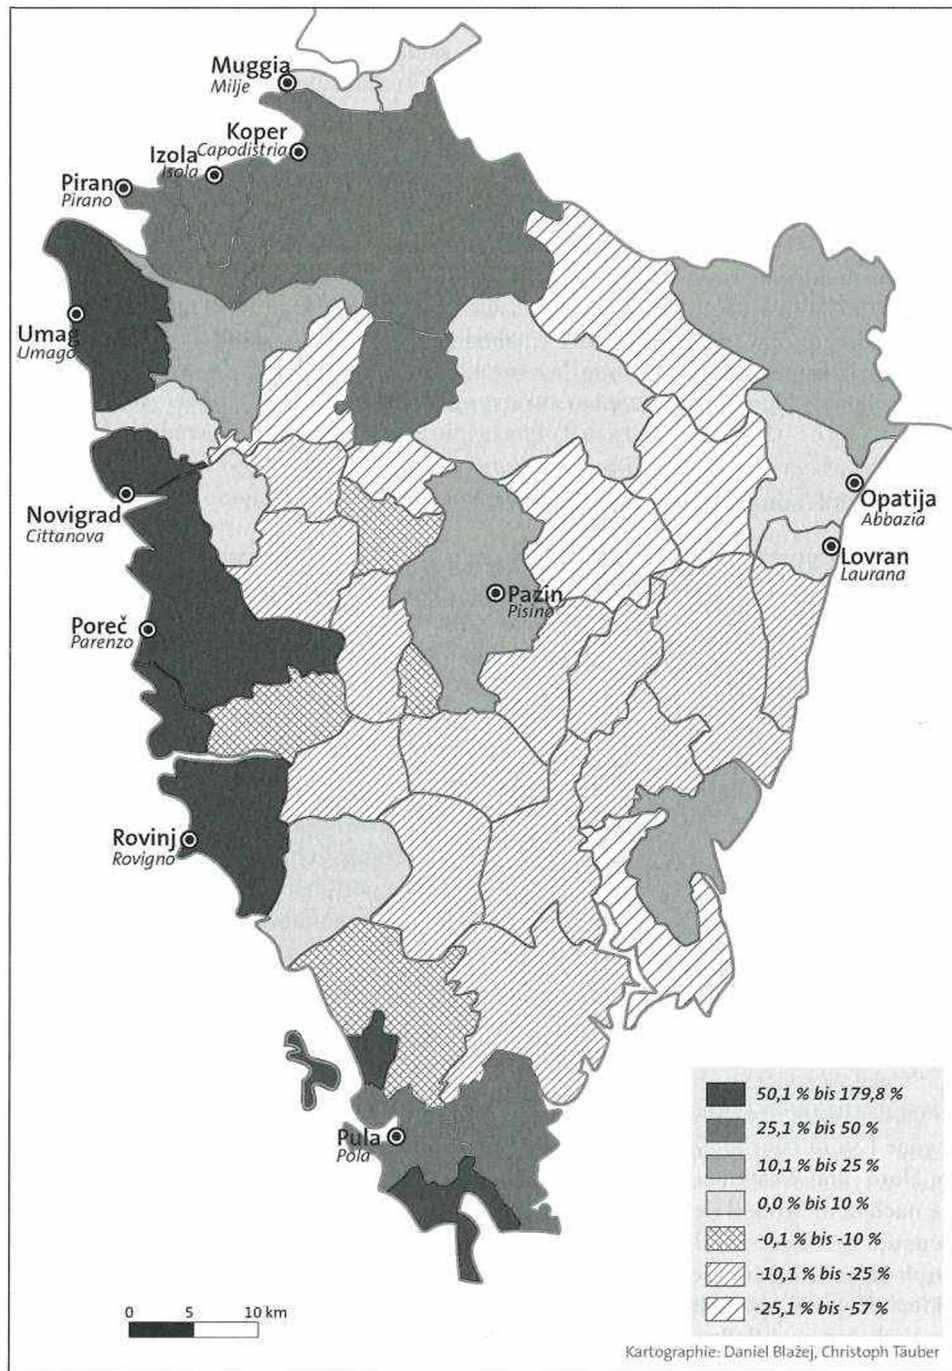 Muggia
Milje
Koper
Capodistria
Izola
Isola
Piran
Pirano
Umag
Umago
Opatija
Abbazia
Novigrad
Cittanova
Lovran
Laurana
Pazin
Pisino
Poreč
Parenzo
Rovinj
Rovigno
Pula
Pola
50,1 % bis 179,8 %
25,1 % bis 50 %
10,1 % bis 25 %
0,0 % bis 10 %
-0,1 % bis -10 %
-10,1 % bis -25 %
-25,1 % bis -57 %
0 5 10 km
Kartographie: Daniel Blažej, Christoph Täuber